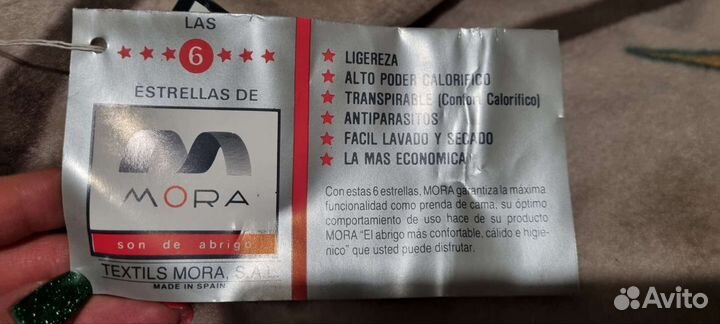 LAS
6
ESTRELLAS DE
MORA
son de abrigo
TEXTILS MORA, S.A.L.
MADE IN SPAIN
LIGEREZA
ALTO PODER CALORIFICO
TRANSPIRABLE (Confort Calorífico)
ANTIPARASITOS
FACIL LAVADO Y SECADO
LA MAS ECONOMICA
Con estas 6 estrellas, MORA garantiza la máxima
funcionalidad como prenda de cama, su óptimo
comportamiento de uso hace de su producto
MORA "El abrigo más confortable, cálido e higie-
nico" que usted puede disfrutar.
Avito